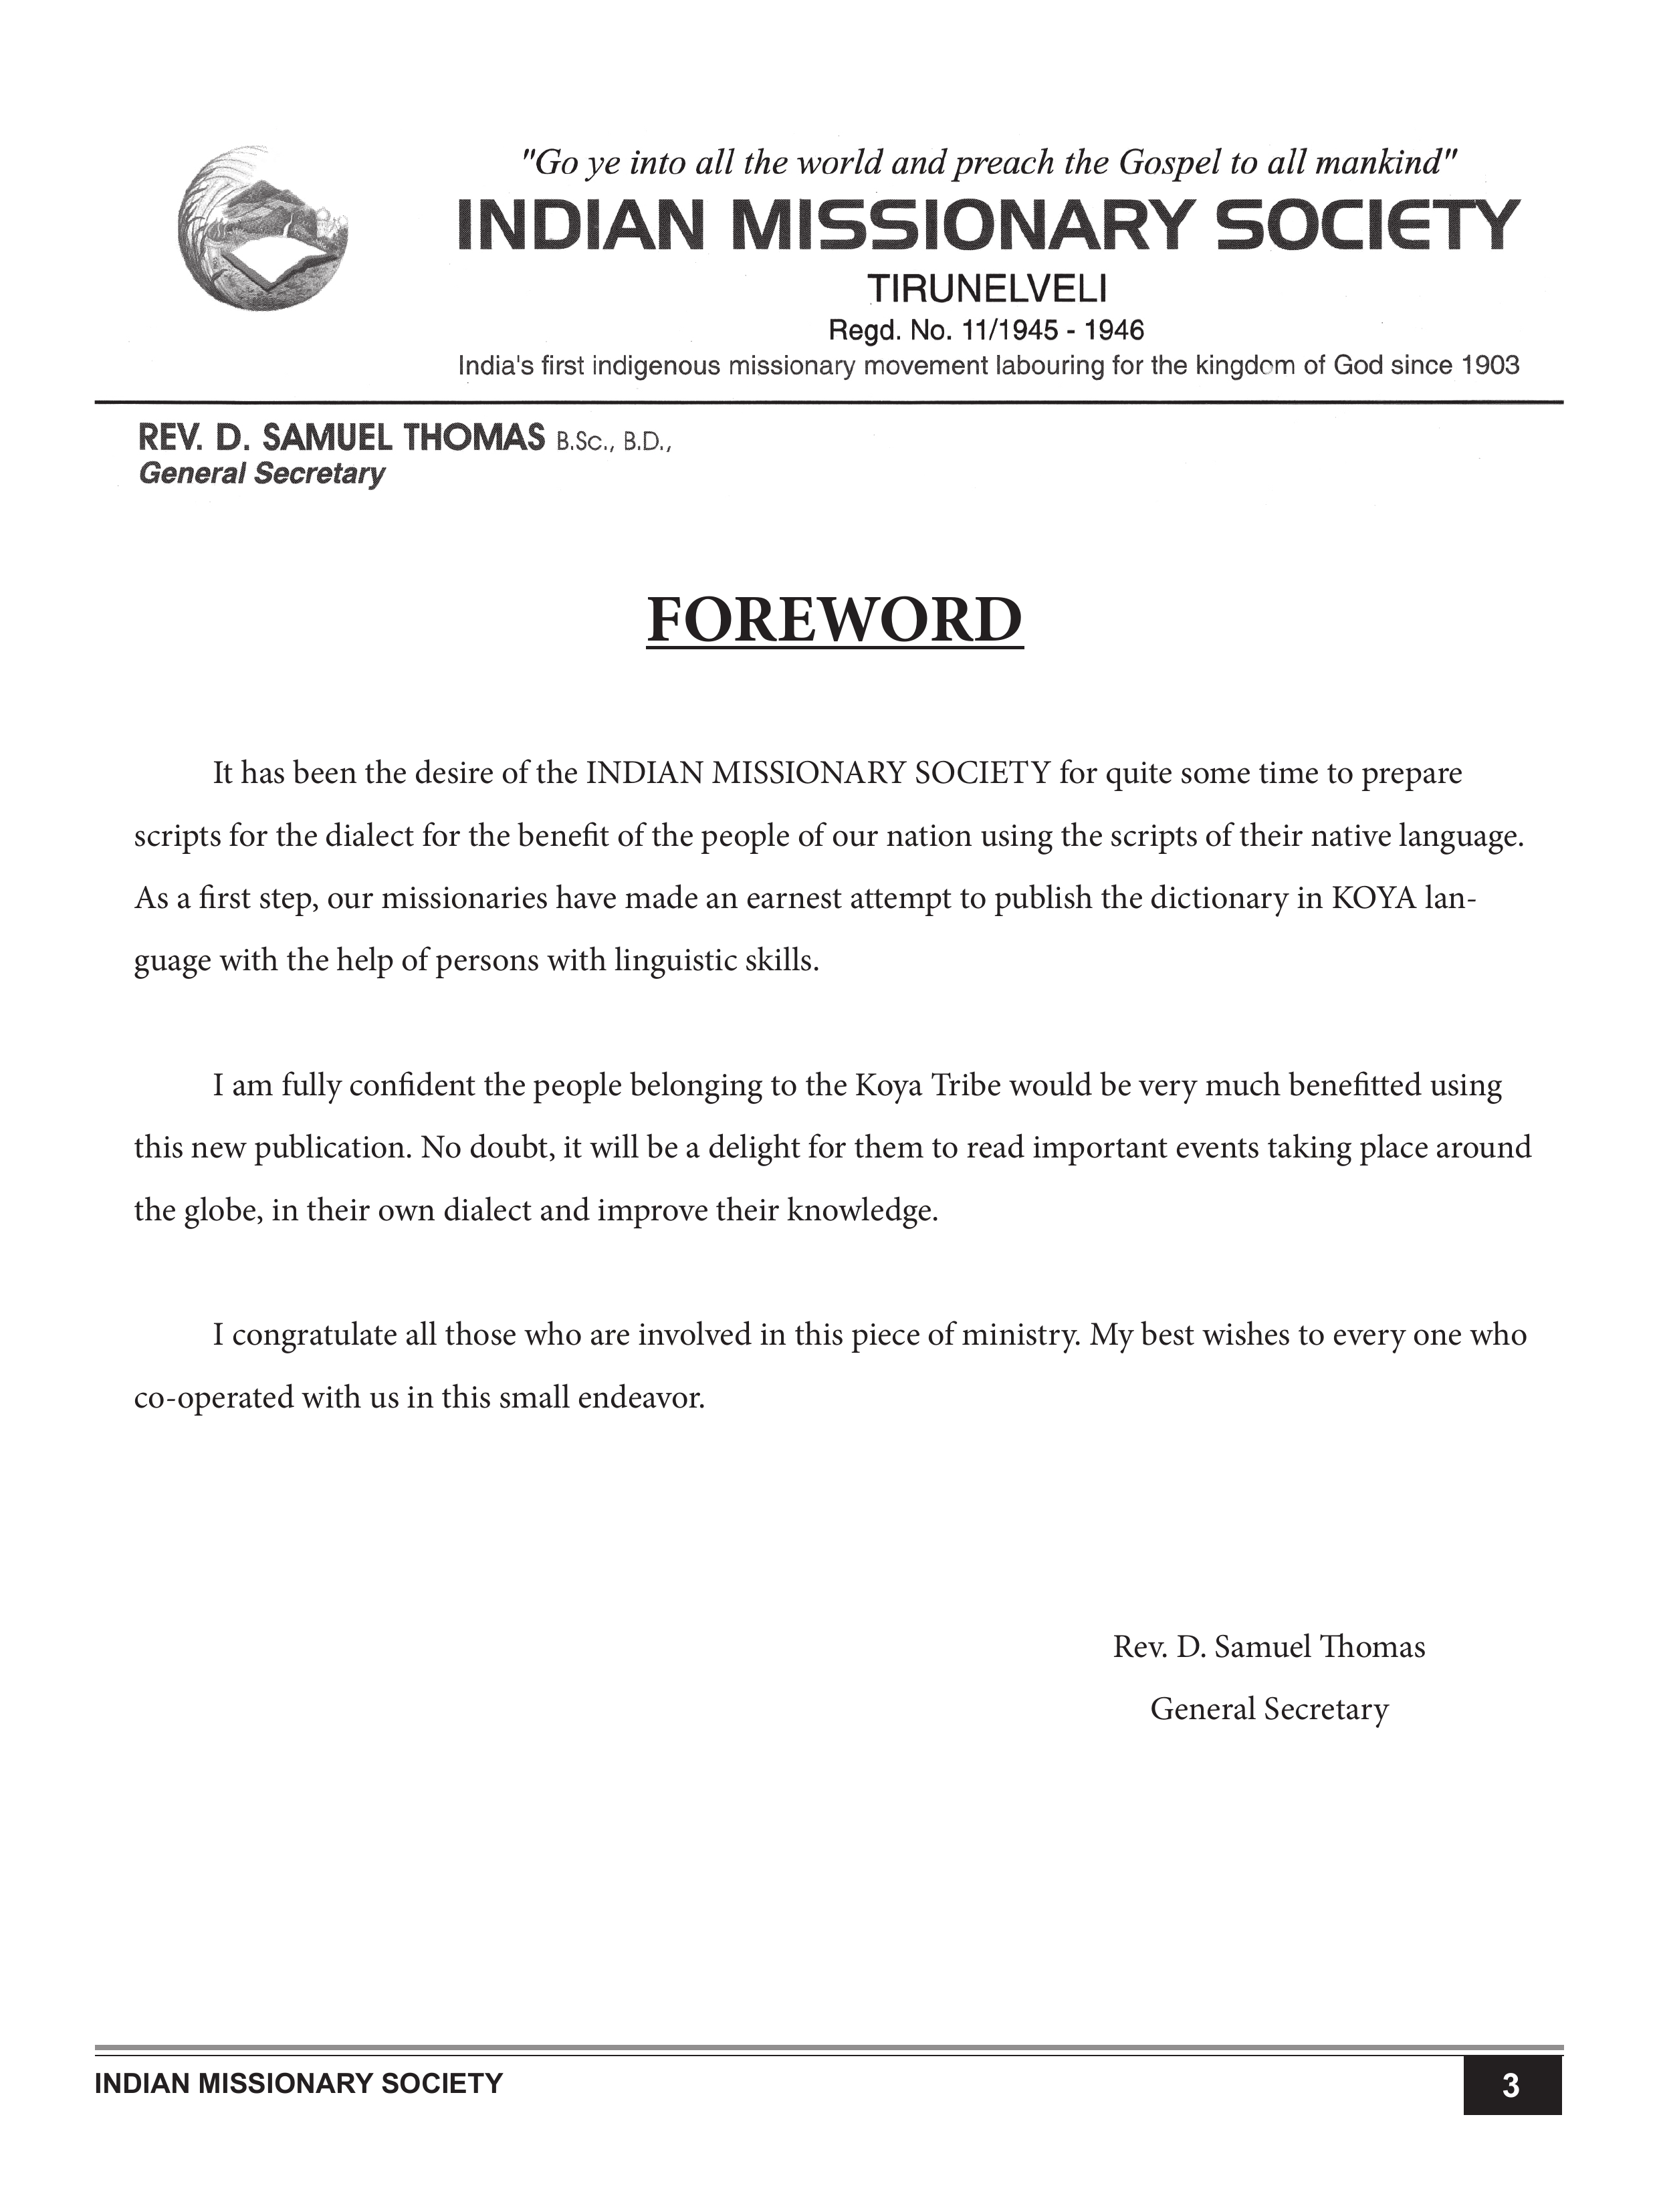 "Go ye into all the world and preach the Gospel to all mankind"
INDIAN MISSIONARY SOCIETY
TIRUNELVELI
Regd. No. 11/1945 - 1946
India's first indigenous missionary movement labouring for the kingdom of God since 1903
REV. D. SAMUEL THOMAS B.Sc., B.D.,
General Secretary
FOREWORD
It has been the desire of the INDIAN MISSIONARY SOCIETY for quite some time to prepare
scripts for the dialect for the benefit of the people of our nation using the scripts of their native language.
As a first step, our missionaries have made an earnest attempt to publish the dictionary in KOYA lan-
guage with the help of persons with linguistic skills.
I am fully confident the people belonging to the Koya Tribe would be very much benefitted using
this new publication. No doubt, it will be a delight for them to read important events taking place around
the globe, in their own dialect and improve their knowledge.
I congratulate all those who are involved in this piece of ministry. My best wishes to every one who
co-operated with us in this small endeavor.
Rev. D. Samuel Thomas
General Secretary
INDIAN MISSIONARY SOCIETY
3